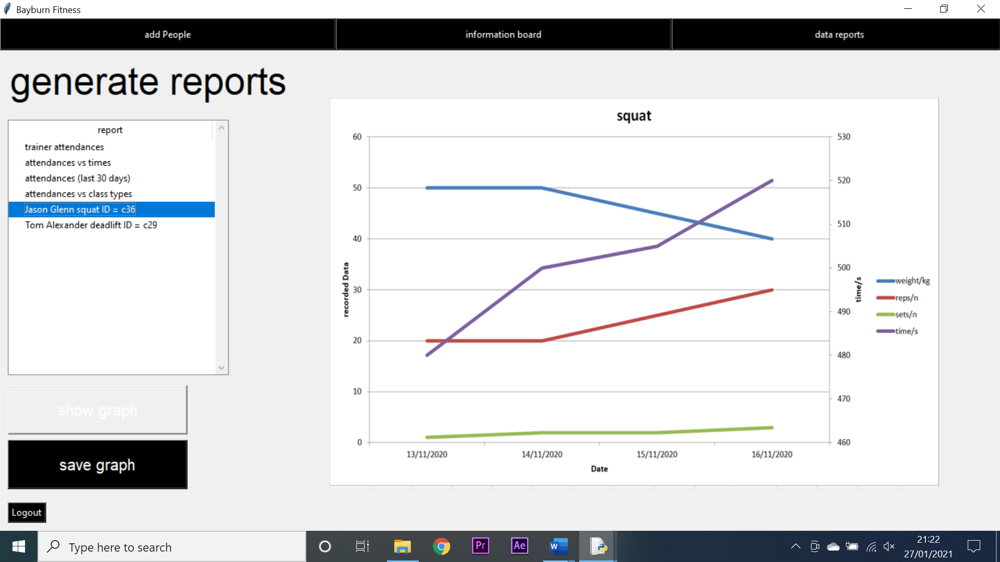 Bayburn Fitness
add People
information board
data reports
generate reports
report
trainer attendances
attendances vs times
attendances (last 30 days)
attendances vs class types
Jason Glenn squat ID = c36
Tom Alexander deadlift ID = c29
show graph
save graph
Logout
squat
60
50
40
30
20
10
0
recorded Data
530
520
510
500
490
480
470
460
time/s
13/11/2020
14/11/2020
15/11/2020
16/11/2020
Date
weight/kg
reps/n
sets/n
time/s
Type here to search
Pr
Ae
W
21:22
27/01/2021